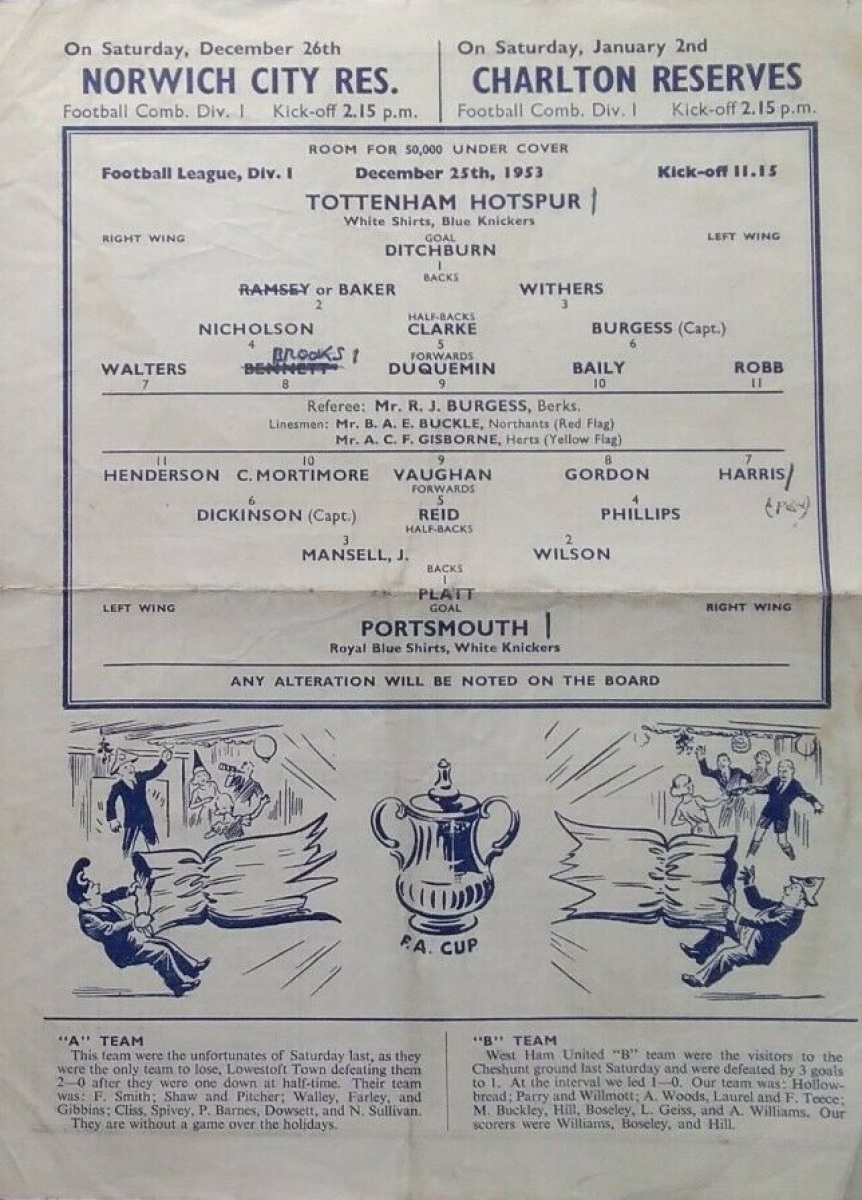 On Saturday, December 26th
NORWICH CITY RES.
Football Comb. Div. 1 Kick-off 2.15 p.m.
On Saturday, January 2nd
CHARLTON RESERVES
Football Comb. Div. 1 Kick-off 2.15 p.m.
ROOM FOR 50,000 UNDER COVER
Football League, Div. 1 December 25th, 1953 Kick-off 11.15
TOTTENHAM HOTSPUR 1
White Shirts, Blue Knickers
RIGHT WING GOAL LEFT WING
DITCHBURN
1
BACKS
RAMSEY or BAKER WITHERS
2 3
HALF-BACKS
NICHOLSON CLARKE BURGESS (Capt.)
4 5 6
BROOKS 1 FORWARDS
WALTERS BENNETT DUQUEMIN BAILY ROBB
7 8 9 10 11
Referee: Mr. R. J. BURGESS, Berks.
Linesmen: Mr. B. A. E. BUCKLE, Northants (Red Flag)
Mr. A. C. F. GISBORNE, Herts (Yellow Flag)
11 10 9 8 7
HENDERSON C. MORTIMORE VAUGHAN GORDON HARRIS /
FORWARDS
6 5 4
DICKINSON (Capt.) REID PHILLIPS
HALF-BACKS
3 2
MANSELL, J. WILSON
BACKS
1
PLATT
LEFT WING GOAL RIGHT WING
PORTSMOUTH 1
Royal Blue Shirts, White Knickers
ANY ALTERATION WILL BE NOTED ON THE BOARD
F.A. CUP
"A" TEAM
This team were the unfortunates of Saturday last, as they
were the only team to lose, Lowestoft Town defeating them
2—0 after they were one down at half-time. Their team
was: F. Smith; Shaw and Pitcher; Walley, Farley, and
Gibbins; Cliss, Spivey, P. Barnes, Dowsett, and N. Sullivan.
They are without a game over the holidays.
"B" TEAM
West Ham United "B" team were the visitors to the
Cheshunt ground last Saturday and were defeated by 3 goals
to 1. At the interval we led 1—0. Our team was: Hollow-
bread; Parry and Willmott; A. Woods, Laurel and F. Teece;
M. Buckley, Hill, Boseley, L. Geiss, and A. Williams. Our
scorers were Williams, Boseley, and Hill.